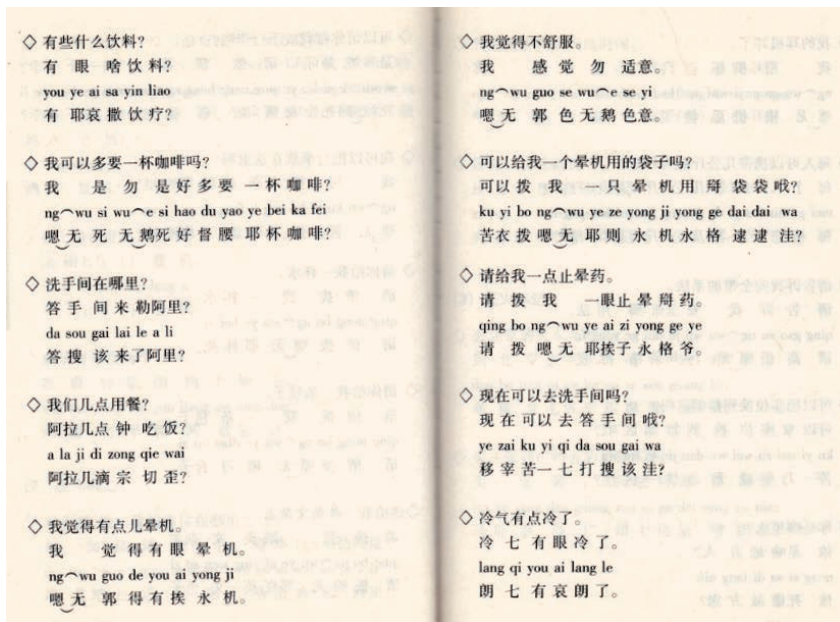 ◇ 有些什么饮料?
有 眼 啥 饮 料?
you ye ai sa yin liao
有 耶哀 撒 饮 疗?
◇ 我可以多要一杯咖啡吗?
我 是 勿 是 好 多 要 一 杯 咖 啡?
ng⌒wu si wu⌒e si hao du yao ye bei ka fei
嗯 无 死 无 鹅 死 好 督 腰 耶 杯 咖 啡?
◇ 洗手间在哪里?
答 手 间 来 勒 阿 里?
da sou gai lai le a li
答 搜 该 来 了 阿 里?
◇ 我们几点用餐?
阿拉几点 钟 吃 饭?
a la ji di zong qie wai
阿拉几滴 宗 切 歪?
◇ 我觉得有点儿晕机。
我 觉 得 有 眼 晕 机。
ng⌒wu guo de you ai yong ji
嗯 无 郭 得 有 挨 永 机。
◇ 我觉得不舒服。
我 感 觉 勿 适意。
ng⌒wu guo se wu⌒e se yi
嗯 无 郭 色 无 鹅 色 意。
◇ 可以给我一个晕机用的袋子吗?
可 以 拨 我 一 只 晕 机 用 搿 袋 袋 哦?
ku yi bo ng⌒wu ye ze yong ji yong ge dai dai wa
苦 衣 拨 嗯 无 耶 则 永 机 永 格 逮 逮 洼?
◇ 请给我一点止晕药。
请 拨 我 一眼 止 晕 搿 药。
qing bo ng⌒wu ye ai zi yong ge ye
请 拨 嗯 无 耶挨子 永 格 爷。
◇ 现在可以去洗手间吗?
现 在 可 以 去 答 手 间 哦?
ye zai ku yi qi da sou gai wa
移 宰 苦 一 七 打 搜 该 洼?
◇ 冷气有点冷了。
冷 七 有 眼 冷 了。
lang qi you ai lang le
朗 七 有 哀 朗 了。